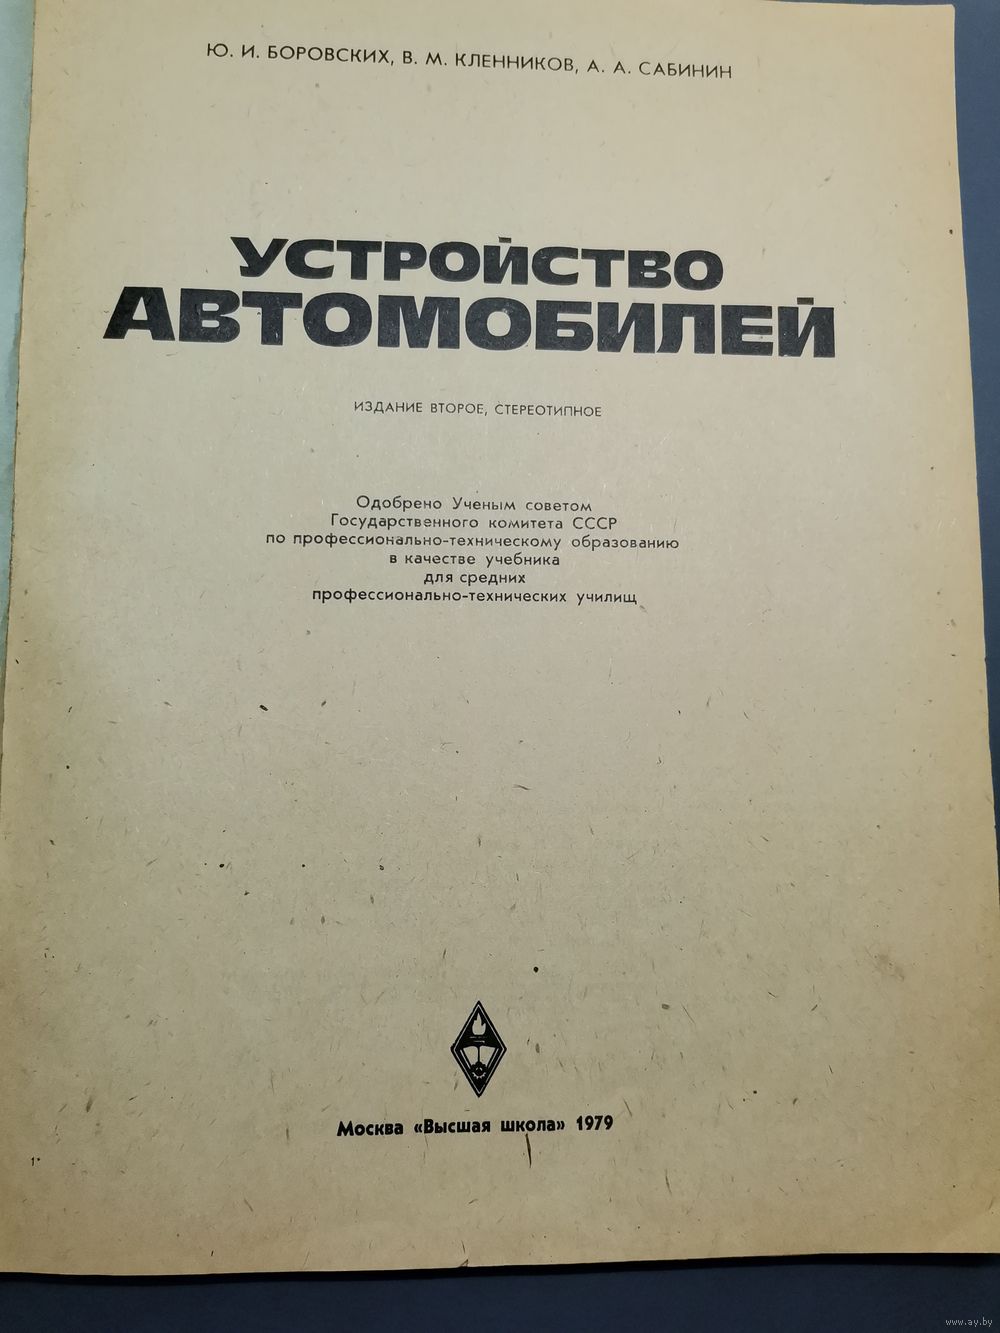 Ю. И. БОРОВСКИХ, В. М. КЛЕННИКОВ, А. А. САБИНИН
УСТРОЙСТВО
АВТОМОБИЛЕЙ
ИЗДАНИЕ ВТОРОЕ, СТЕРЕОТИПНОЕ
Одобрено Ученым советом
Государственного комитета СССР
по профессионально-техническому образованию
в качестве учебника
для средних
профессионально-технических училищ
Москва «Высшая школа» 1979
1*
www.ay.by